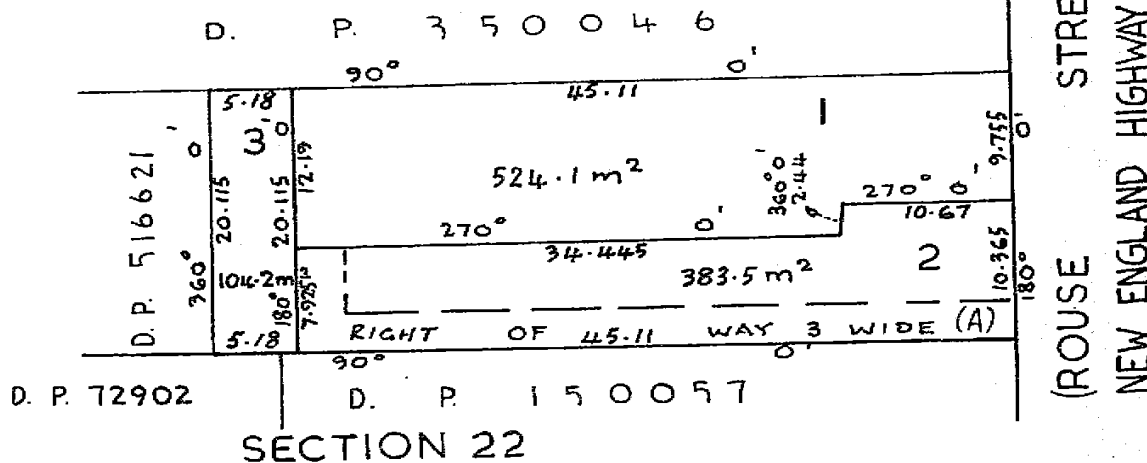 D. P. 350046
90° 0'
5.18 45.11
3 1
D.P. 516621
360° 0'
20.115
180° 0'
20.115
12.19
7.925
524.1 m²
360° 0'
2.44
9.755
270° 0'
10.67
270° 0'
34.445
104.2m²
383.5 m²
2
10.365
180° 0'
5.18 RIGHT OF 45.11 WAY 3 WIDE (A)
90° 0'
D. P. 72902 D. P. 150057
SECTION 22
(ROUSE STRE
NEW ENGLAND HIGHWAY